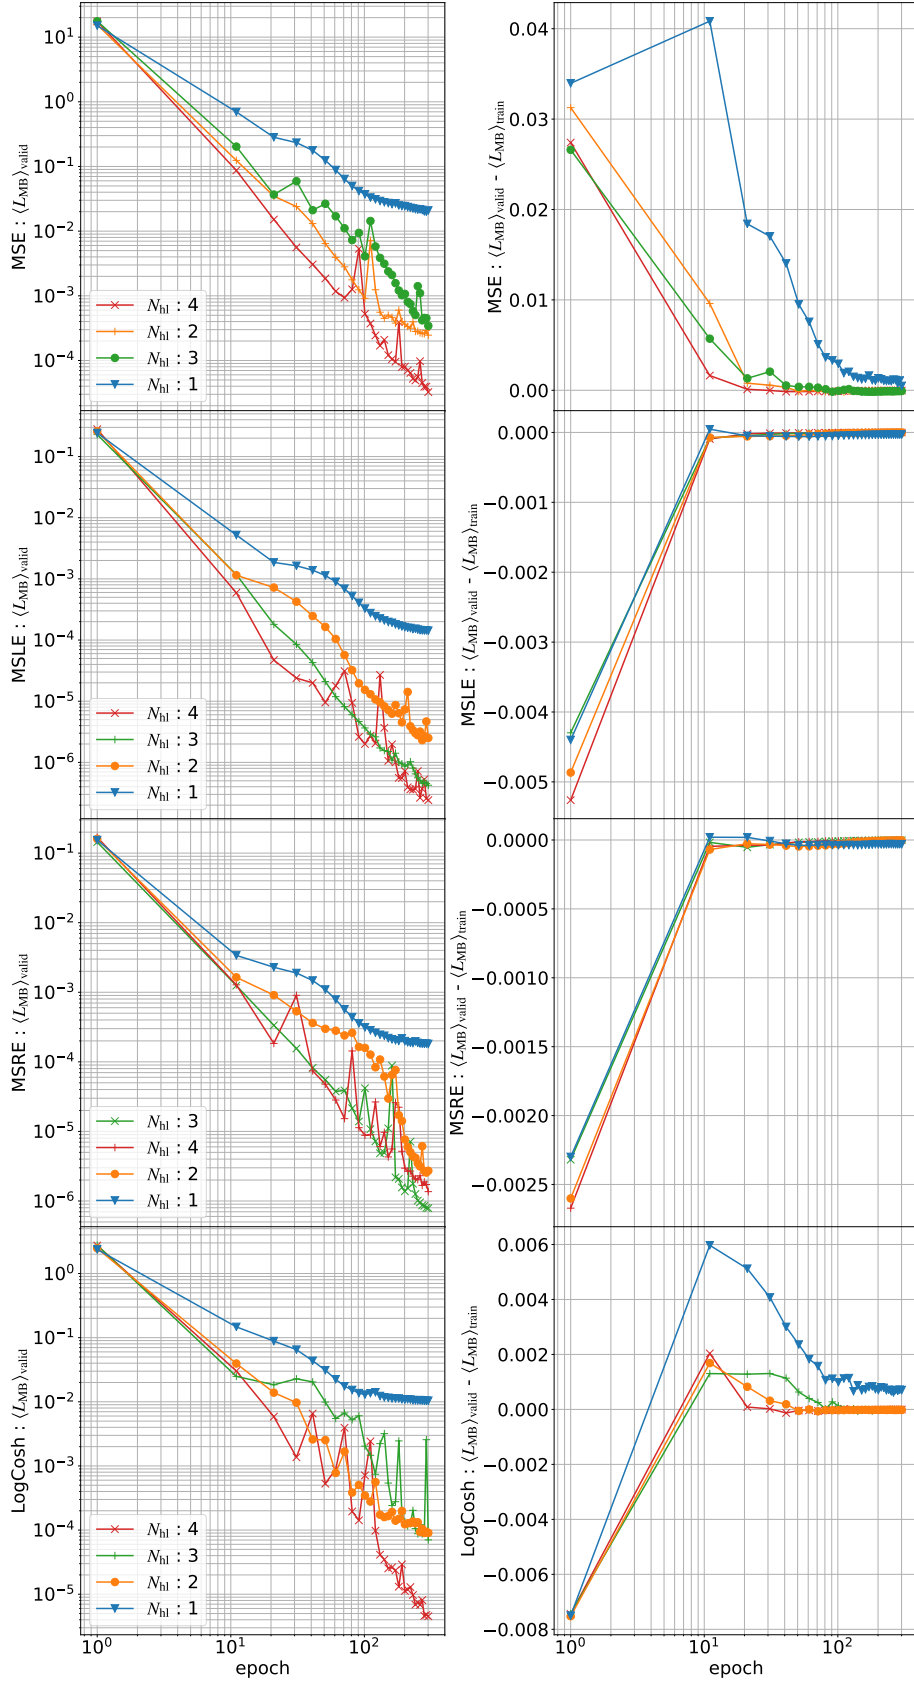 10¹
10⁰
10⁻¹
10⁻²
10⁻³
10⁻⁴
MSE : ⟨L_MB⟩_valid
N_hl : 4
N_hl : 2
N_hl : 3
N_hl : 1
0.04
0.03
0.02
0.01
0.00
MSE : ⟨L_MB⟩_valid - ⟨L_MB⟩_train
10⁻¹
10⁻²
10⁻³
10⁻⁴
10⁻⁵
10⁻⁶
MSLE : ⟨L_MB⟩_valid
N_hl : 4
N_hl : 3
N_hl : 2
N_hl : 1
0.000
−0.001
−0.002
−0.003
−0.004
−0.005
MSLE : ⟨L_MB⟩_valid - ⟨L_MB⟩_train
10⁻¹
10⁻²
10⁻³
10⁻⁴
10⁻⁵
10⁻⁶
MSRE : ⟨L_MB⟩_valid
N_hl : 3
N_hl : 4
N_hl : 2
N_hl : 1
0.0000
−0.0005
−0.0010
−0.0015
−0.0020
−0.0025
MSRE : ⟨L_MB⟩_valid - ⟨L_MB⟩_train
10⁰
10⁻¹
10⁻²
10⁻³
10⁻⁴
10⁻⁵
LogCosh : ⟨L_MB⟩_valid
N_hl : 4
N_hl : 3
N_hl : 2
N_hl : 1
10⁰ 10¹ 10²
epoch
0.006
0.004
0.002
0.000
−0.002
−0.004
−0.006
−0.008
LogCosh : ⟨L_MB⟩_valid - ⟨L_MB⟩_train
10⁰ 10¹ 10²
epoch